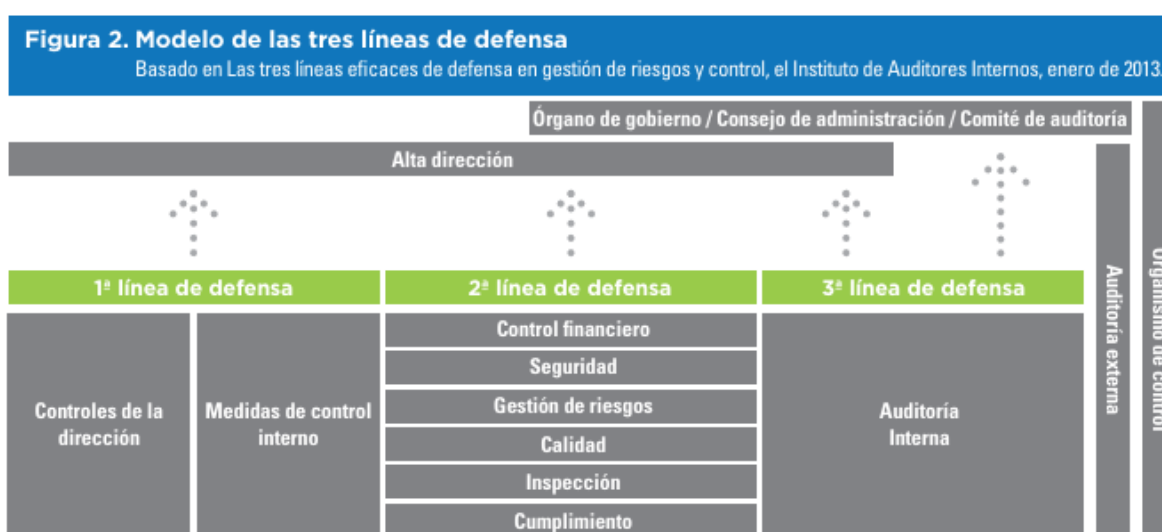 Figura 2. Modelo de las tres líneas de defensa
Basado en Las tres líneas eficaces de defensa en gestión de riesgos y control, el Instituto de Auditores Internos, enero de 2013.
Órgano de gobierno / Consejo de administración / Comité de auditoría
Alta dirección
1ª línea de defensa
2ª línea de defensa
3ª línea de defensa
Controles de la
dirección
Medidas de control
interno
Control financiero
Seguridad
Gestión de riesgos
Calidad
Inspección
Cumplimiento
Auditoría
Interna
Auditoría externa
Organismo de control